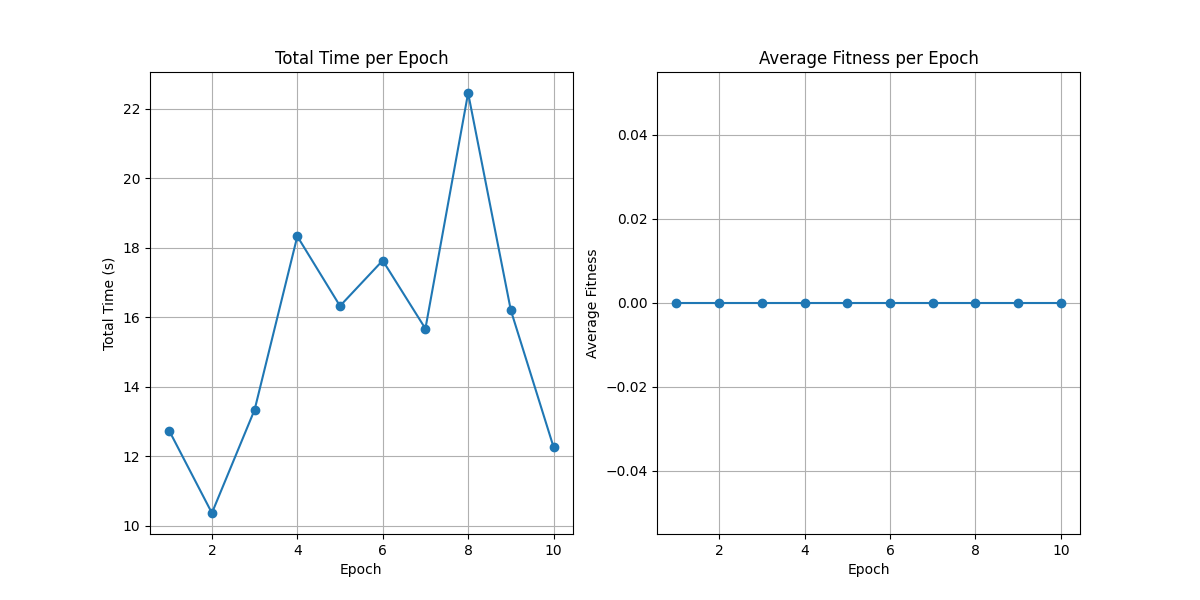 Total Time per Epoch
Total Time (s)
22
20
18
16
14
12
10
2 4 6 8 10
Epoch
Average Fitness per Epoch
Average Fitness
0.04
0.02
0.00
−0.02
−0.04
2 4 6 8 10
Epoch